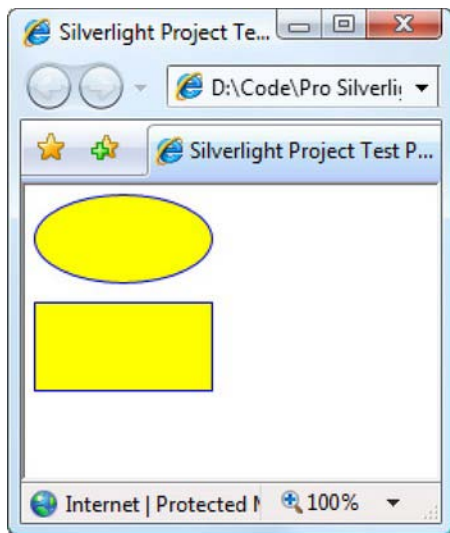 Silverlight Project Te...
D:\Code\Pro Silverli
Silverlight Project Test P...
Internet | Protected
100%